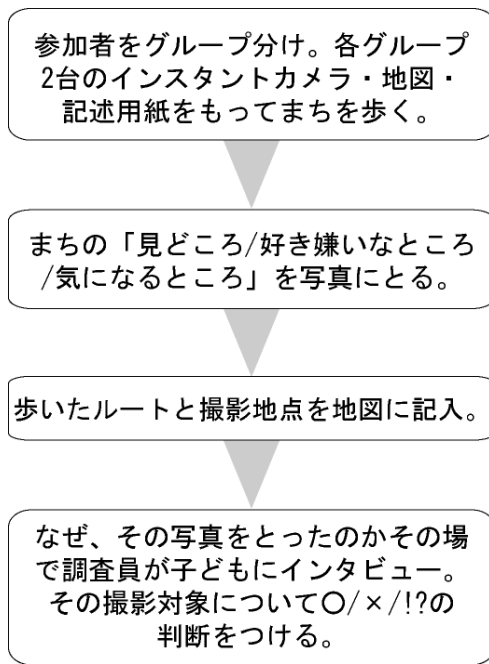 参加者をグループ分け。各グループ
2台のインスタントカメラ・地図・
記述用紙をもってまちを歩く。
まちの「見どころ/好き嫌いなところ
/気になるところ」を写真にとる。
歩いたルートと撮影地点を地図に記入。
なぜ、その写真をとったのかその場
で調査員が子どもにインタビュー。
その撮影対象について〇/×/!?の
判断をつける。